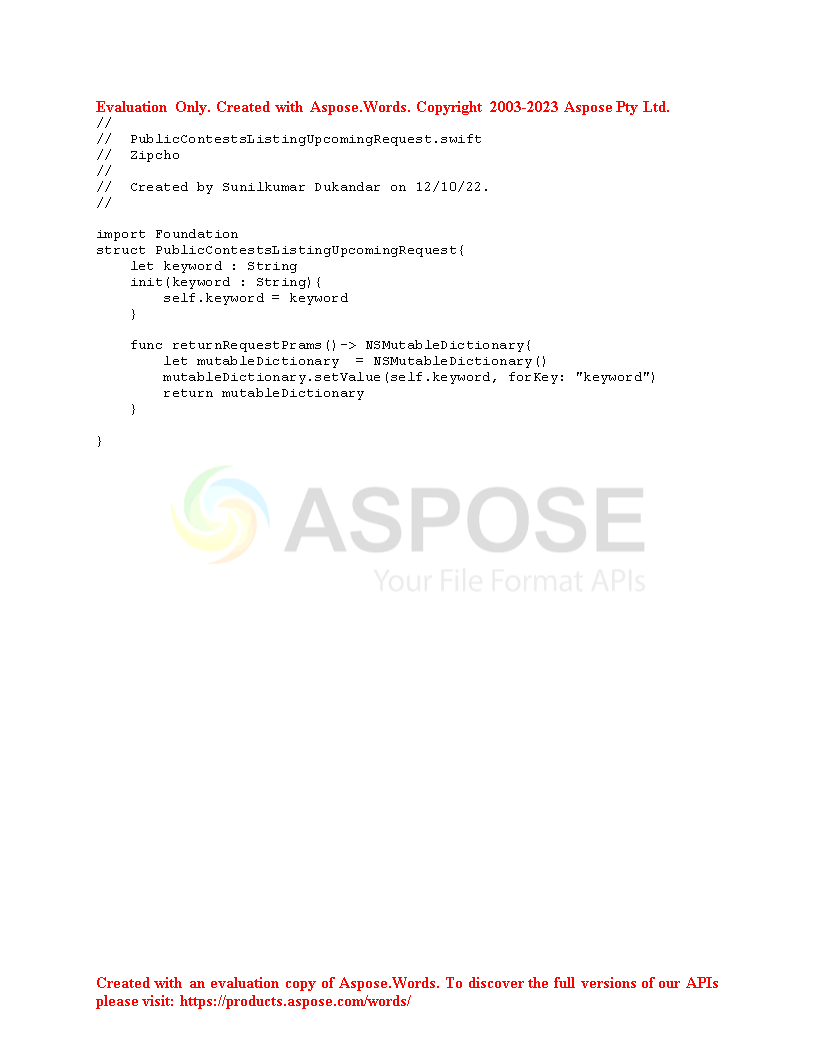 Evaluation Only. Created with Aspose.Words. Copyright 2003-2023 Aspose Pty Ltd.
//
//  PublicContestsListingUpcomingRequest.swift
//  Zipcho
//
//  Created by Sunilkumar Dukandar on 12/10/22.
//

import Foundation
struct PublicContestsListingUpcomingRequest{
    let keyword : String
    init(keyword : String){
        self.keyword = keyword
    }

    func returnRequestPrams()-> NSMutableDictionary{
        let mutableDictionary  = NSMutableDictionary()
        mutableDictionary.setValue(self.keyword, forKey: "keyword")
        return mutableDictionary
    }

}
ASPOSE
Your File Format APIs
Created with an evaluation copy of Aspose.Words. To discover the full versions of our APIs
please visit: https://products.aspose.com/words/